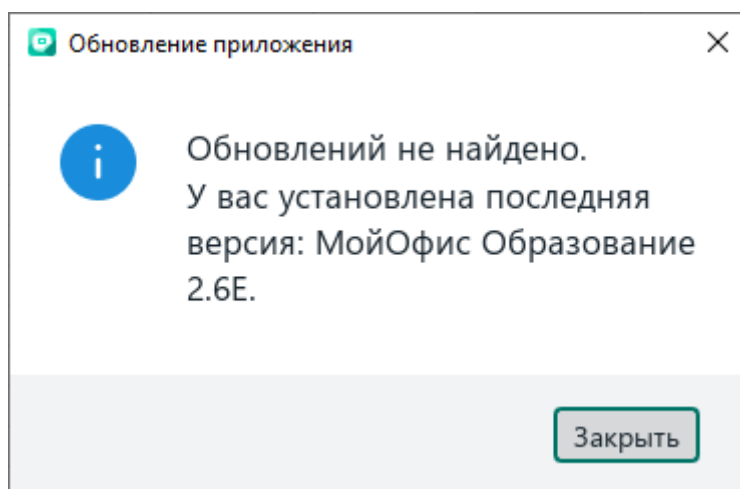 Обновление приложения
Обновлений не найдено.
У вас установлена последняя
версия: МойОфис Образование
2.6E.
Закрыть